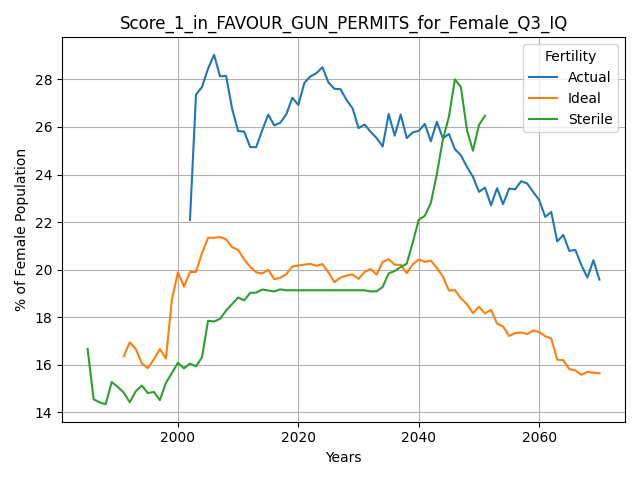 Score_1_in_FAVOUR_GUN_PERMITS_for_Female_Q3_IQ
Fertility
Actual
Ideal
Sterile
% of Female Population
28
26
24
22
20
18
16
14
2000
2020
2040
2060
Years